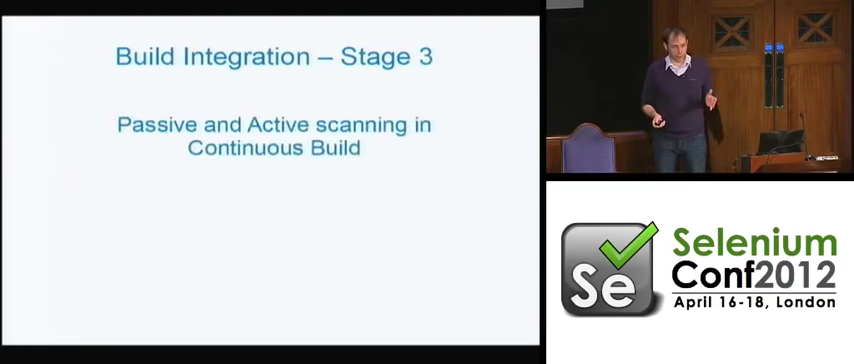 Build Integration – Stage 3
Passive and Active scanning in
Continuous Build
Se
Selenium
Conf2012
April 16-18, London